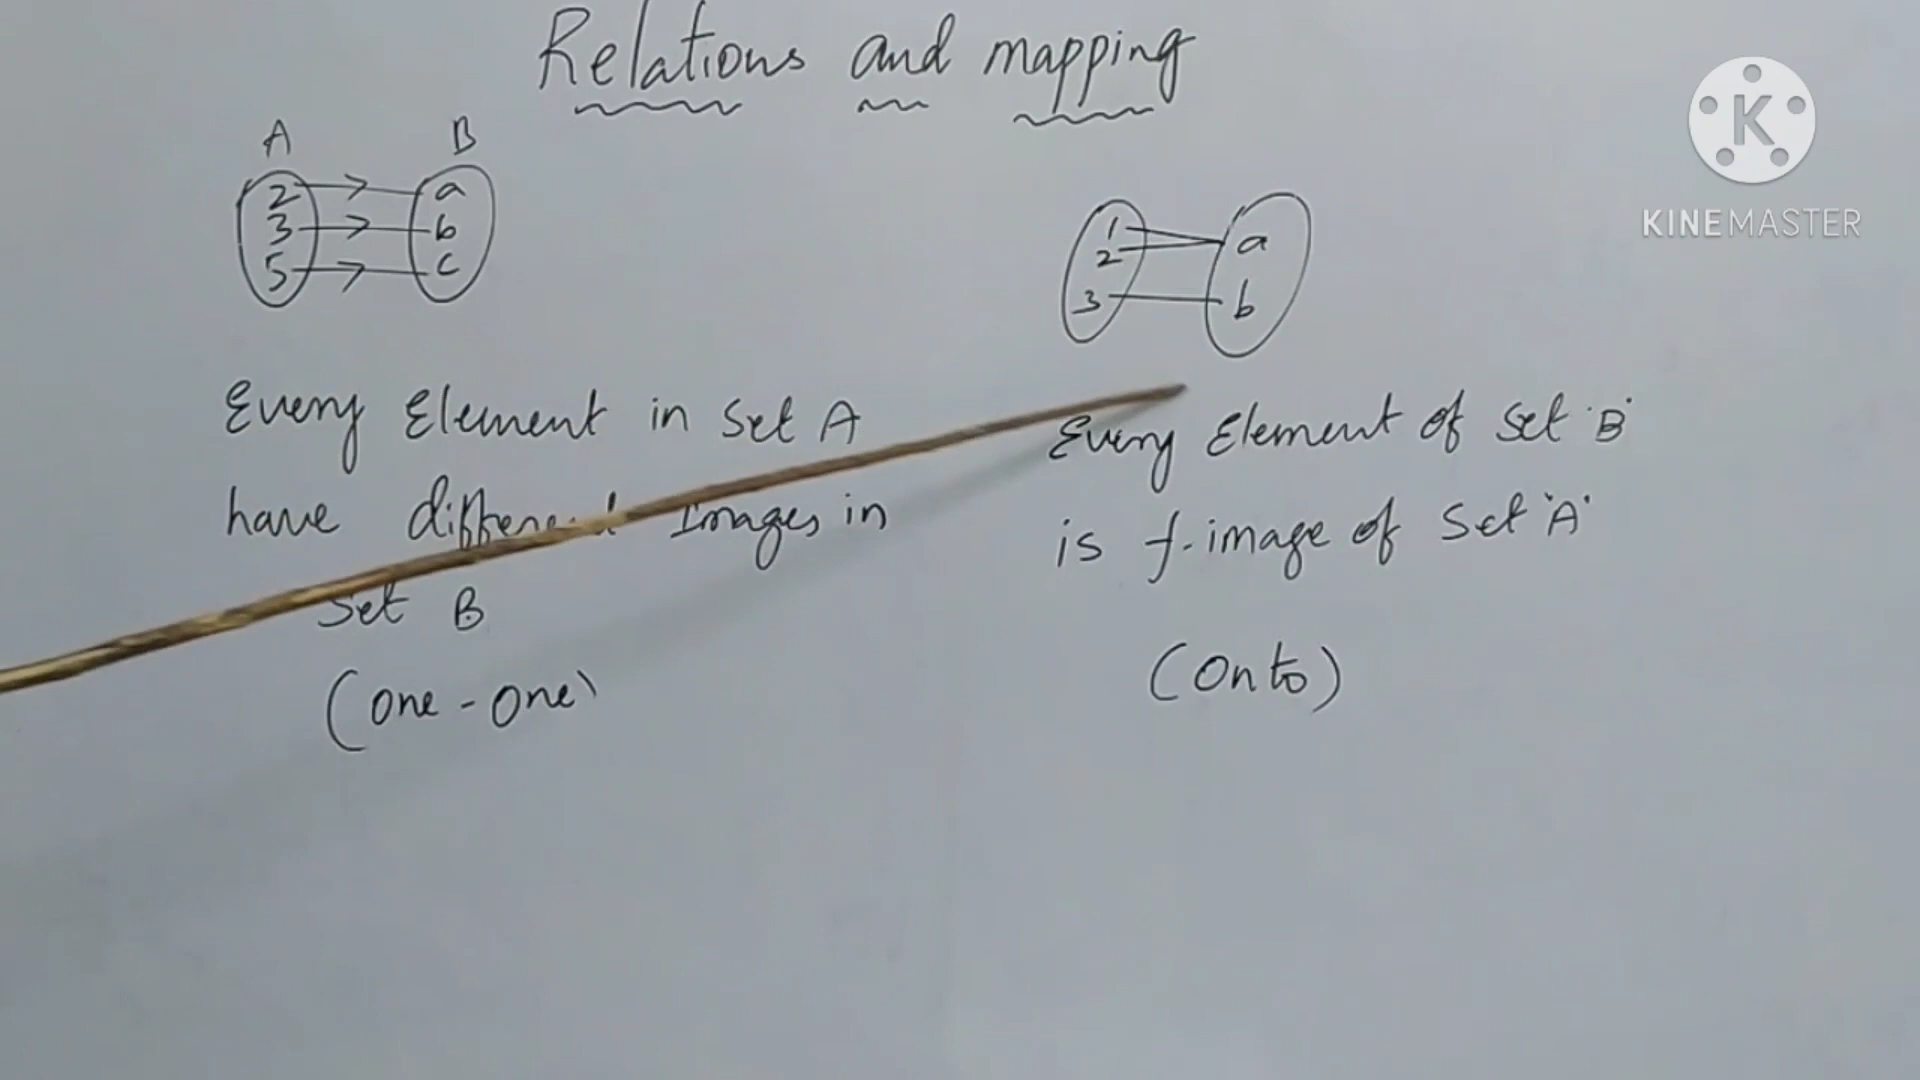 Relations and mapping
A B
2 a
3 b
5 c
1 a
2
3 b
Every Element in Set A
have different Images in
Set B
(one - one)
Every Element of Set 'B'
is f-image of Set 'A'
(Onto)
K
KINEMASTER